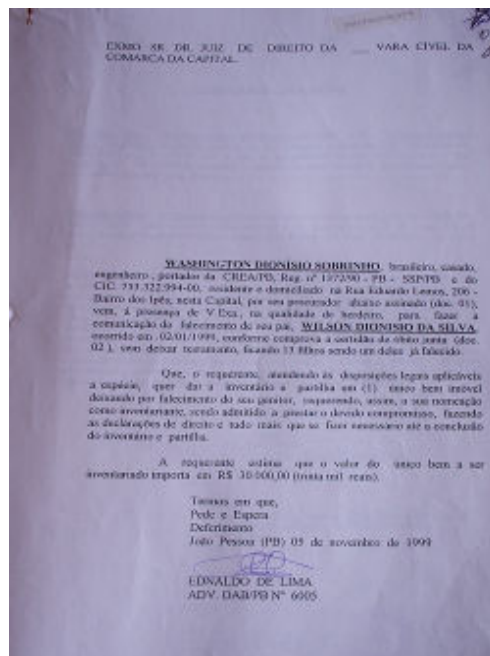 EXMO SR. DR. JUIZ DE DIREITO DA ___ VARA CÍVEL DA
COMARCA DA CAPITAL.
WASHINGTON DIONISIO SOBRINHO, brasileiro, casado,
engenheiro, portador da CREA/PB, Reg. nº 1372/90 - PB - SSP/PB e do
CIC 733.322.994-00, residente e domiciliado na Rua Eduardo Lemos, 206 -
Bairro dos Ipês, nesta Capital, por seu procurador abaixo assinado (doc. 01),
vem, à presença de V.Exa., na qualidade de herdeiro, para fazer a
comunicação do falecimento de seu pai, WILSON DIONISIO DA SILVA,
ocorrido em 02/01/1991, conforme comprova a certidão de óbito junta (doc.
02), vem deixar testamento, ficando 13 filhos sendo um deles já falecido.
Que, o requerente, atendendo às disposições legais aplicáveis
a espécie, quer dar a inventário e partilha em (1) único bem imóvel
deixando por falecimento do seu genitor, requerendo, assim, a sua nomeação
como inventariante, sendo admitido a prestar o devido compromisso, fazendo
as declarações de direito e tudo mais que se fizer necessário até a conclusão
do inventário e partilha.
A requerente estima que o valor do único bem a ser
inventariado importa em R$ 30.000,00 (trinta mil reais).
Termos em que,
Pede e Espera
Deferimento
João Pessoa (PB) 05 de novembro de 1999
EDNALDO DE LIMA
ADV. OAB/PB Nº 6005